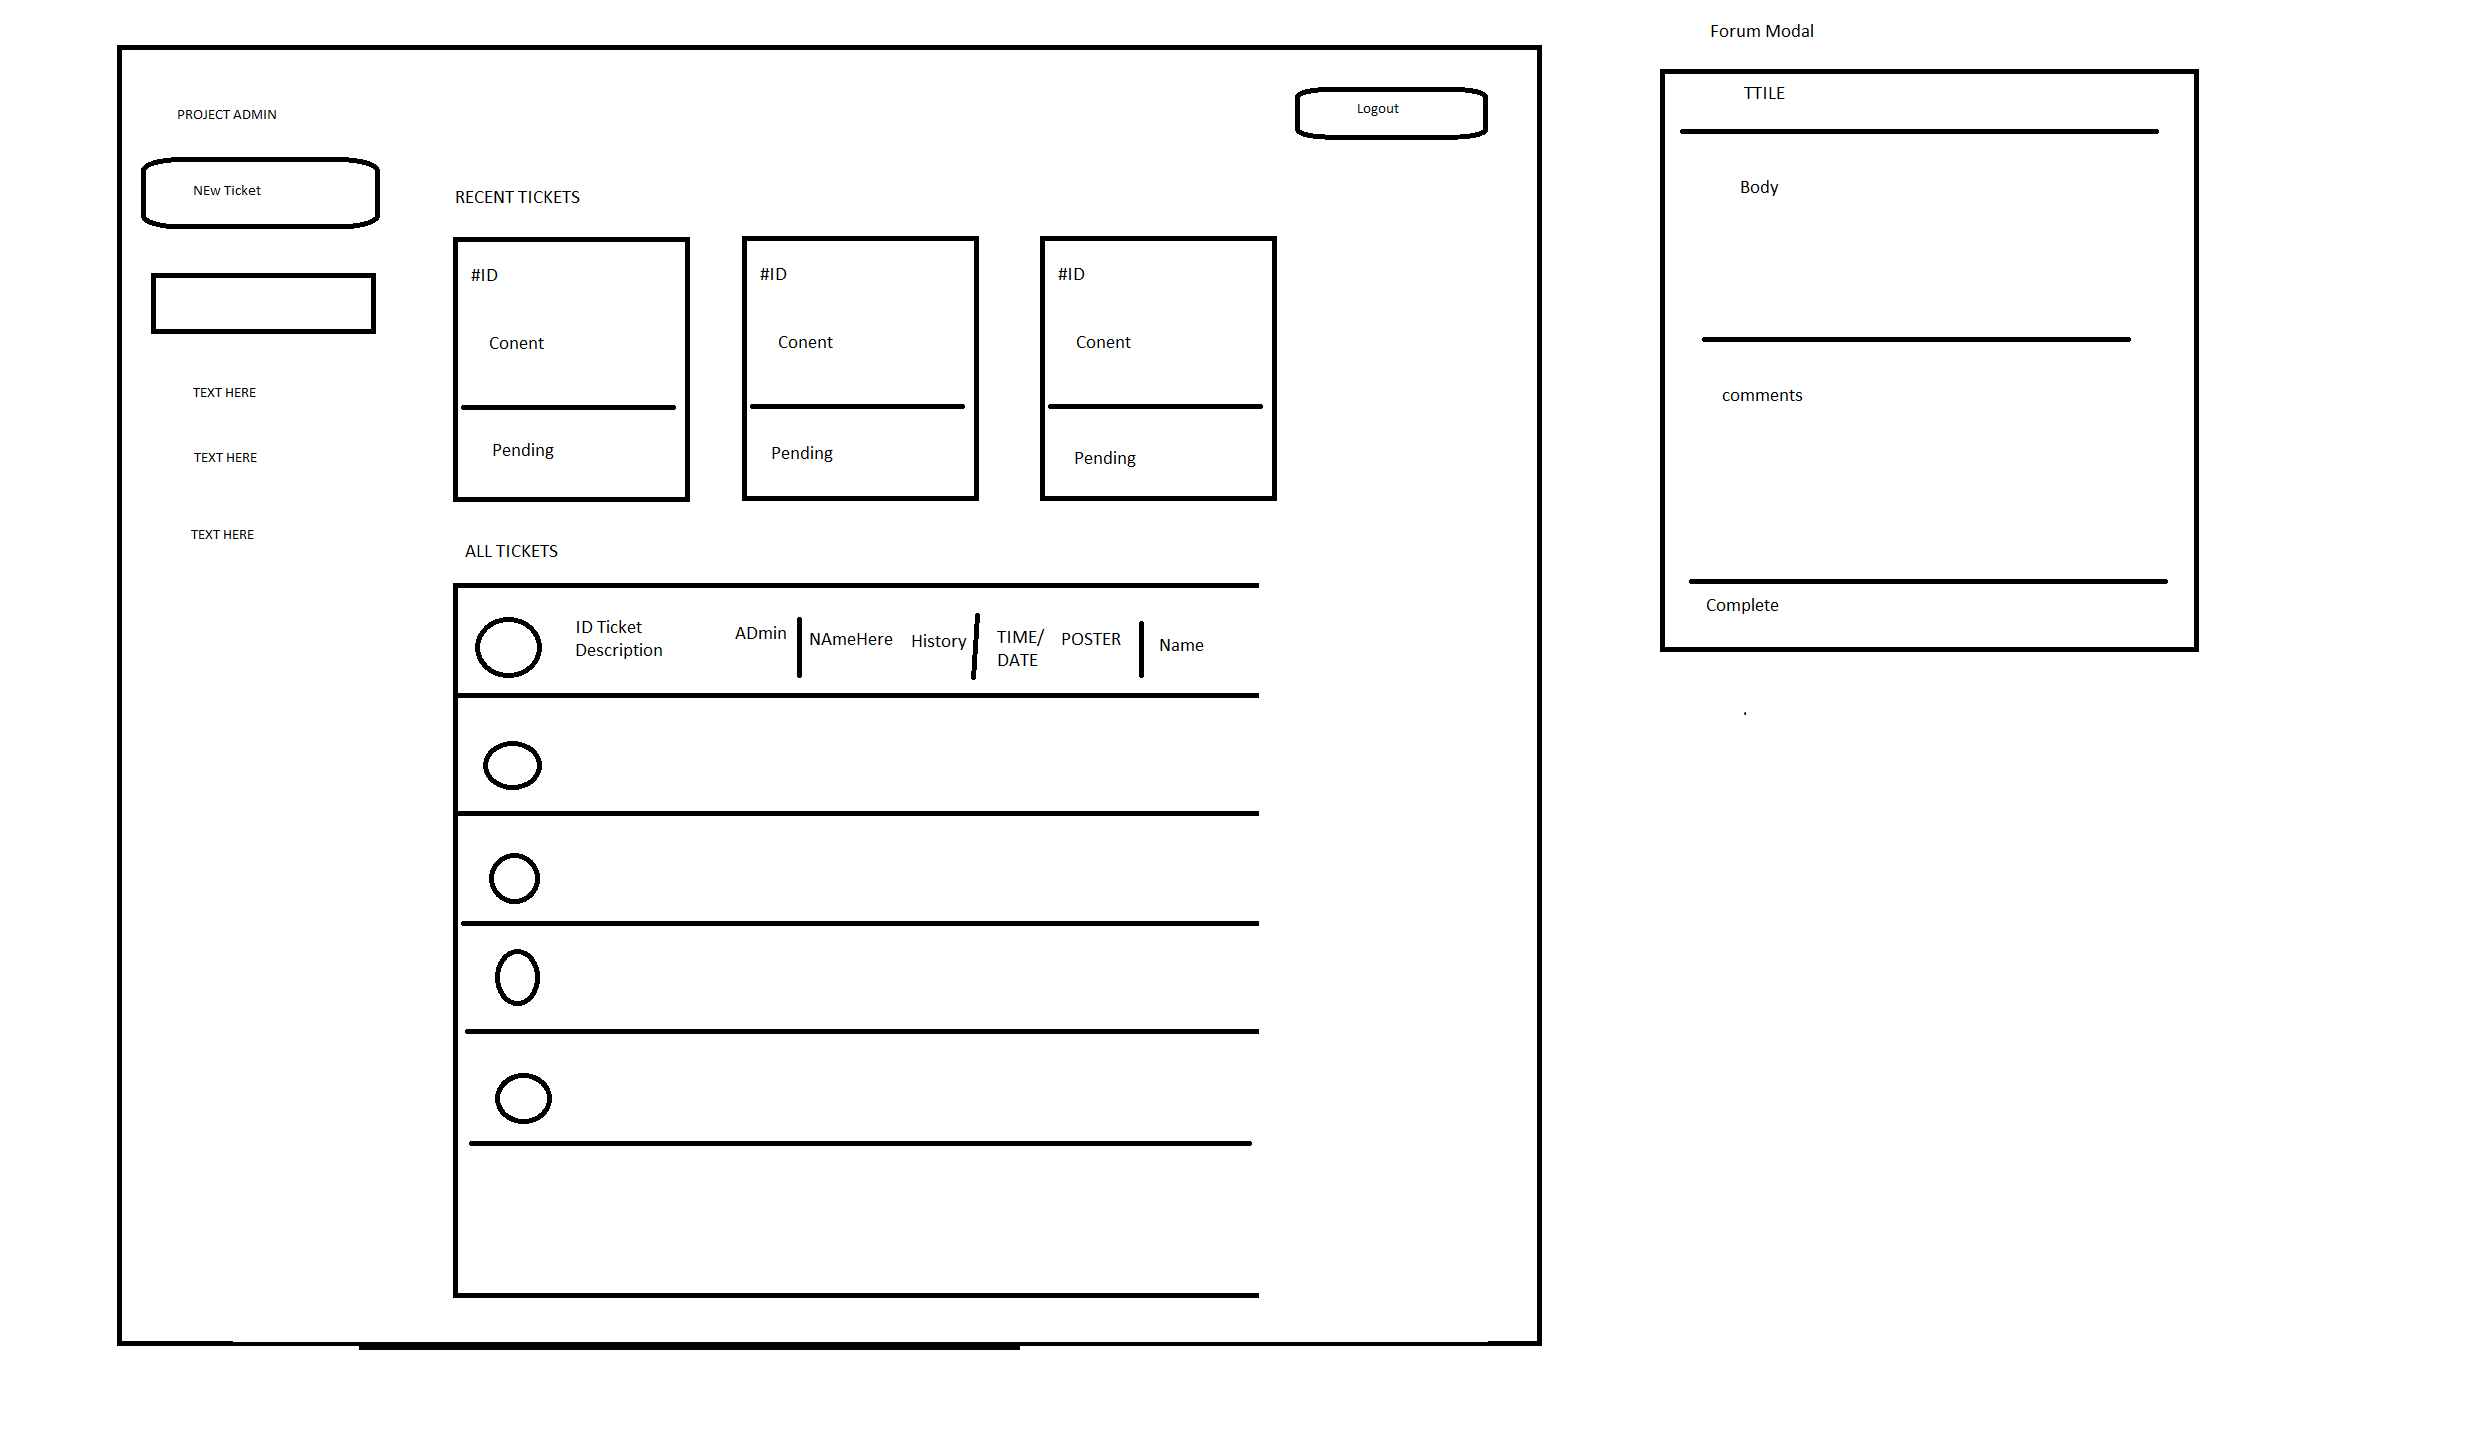 Forum Modal
PROJECT ADMIN
Logout
NEw Ticket
RECENT TICKETS
#ID
Conent
Pending
#ID
Conent
Pending
#ID
Conent
Pending
TEXT HERE
TEXT HERE
TEXT HERE
ALL TICKETS
ID Ticket
Description
ADmin
NAmeHere
History
TIME/
DATE
POSTER
Name
TTILE
Body
comments
Complete